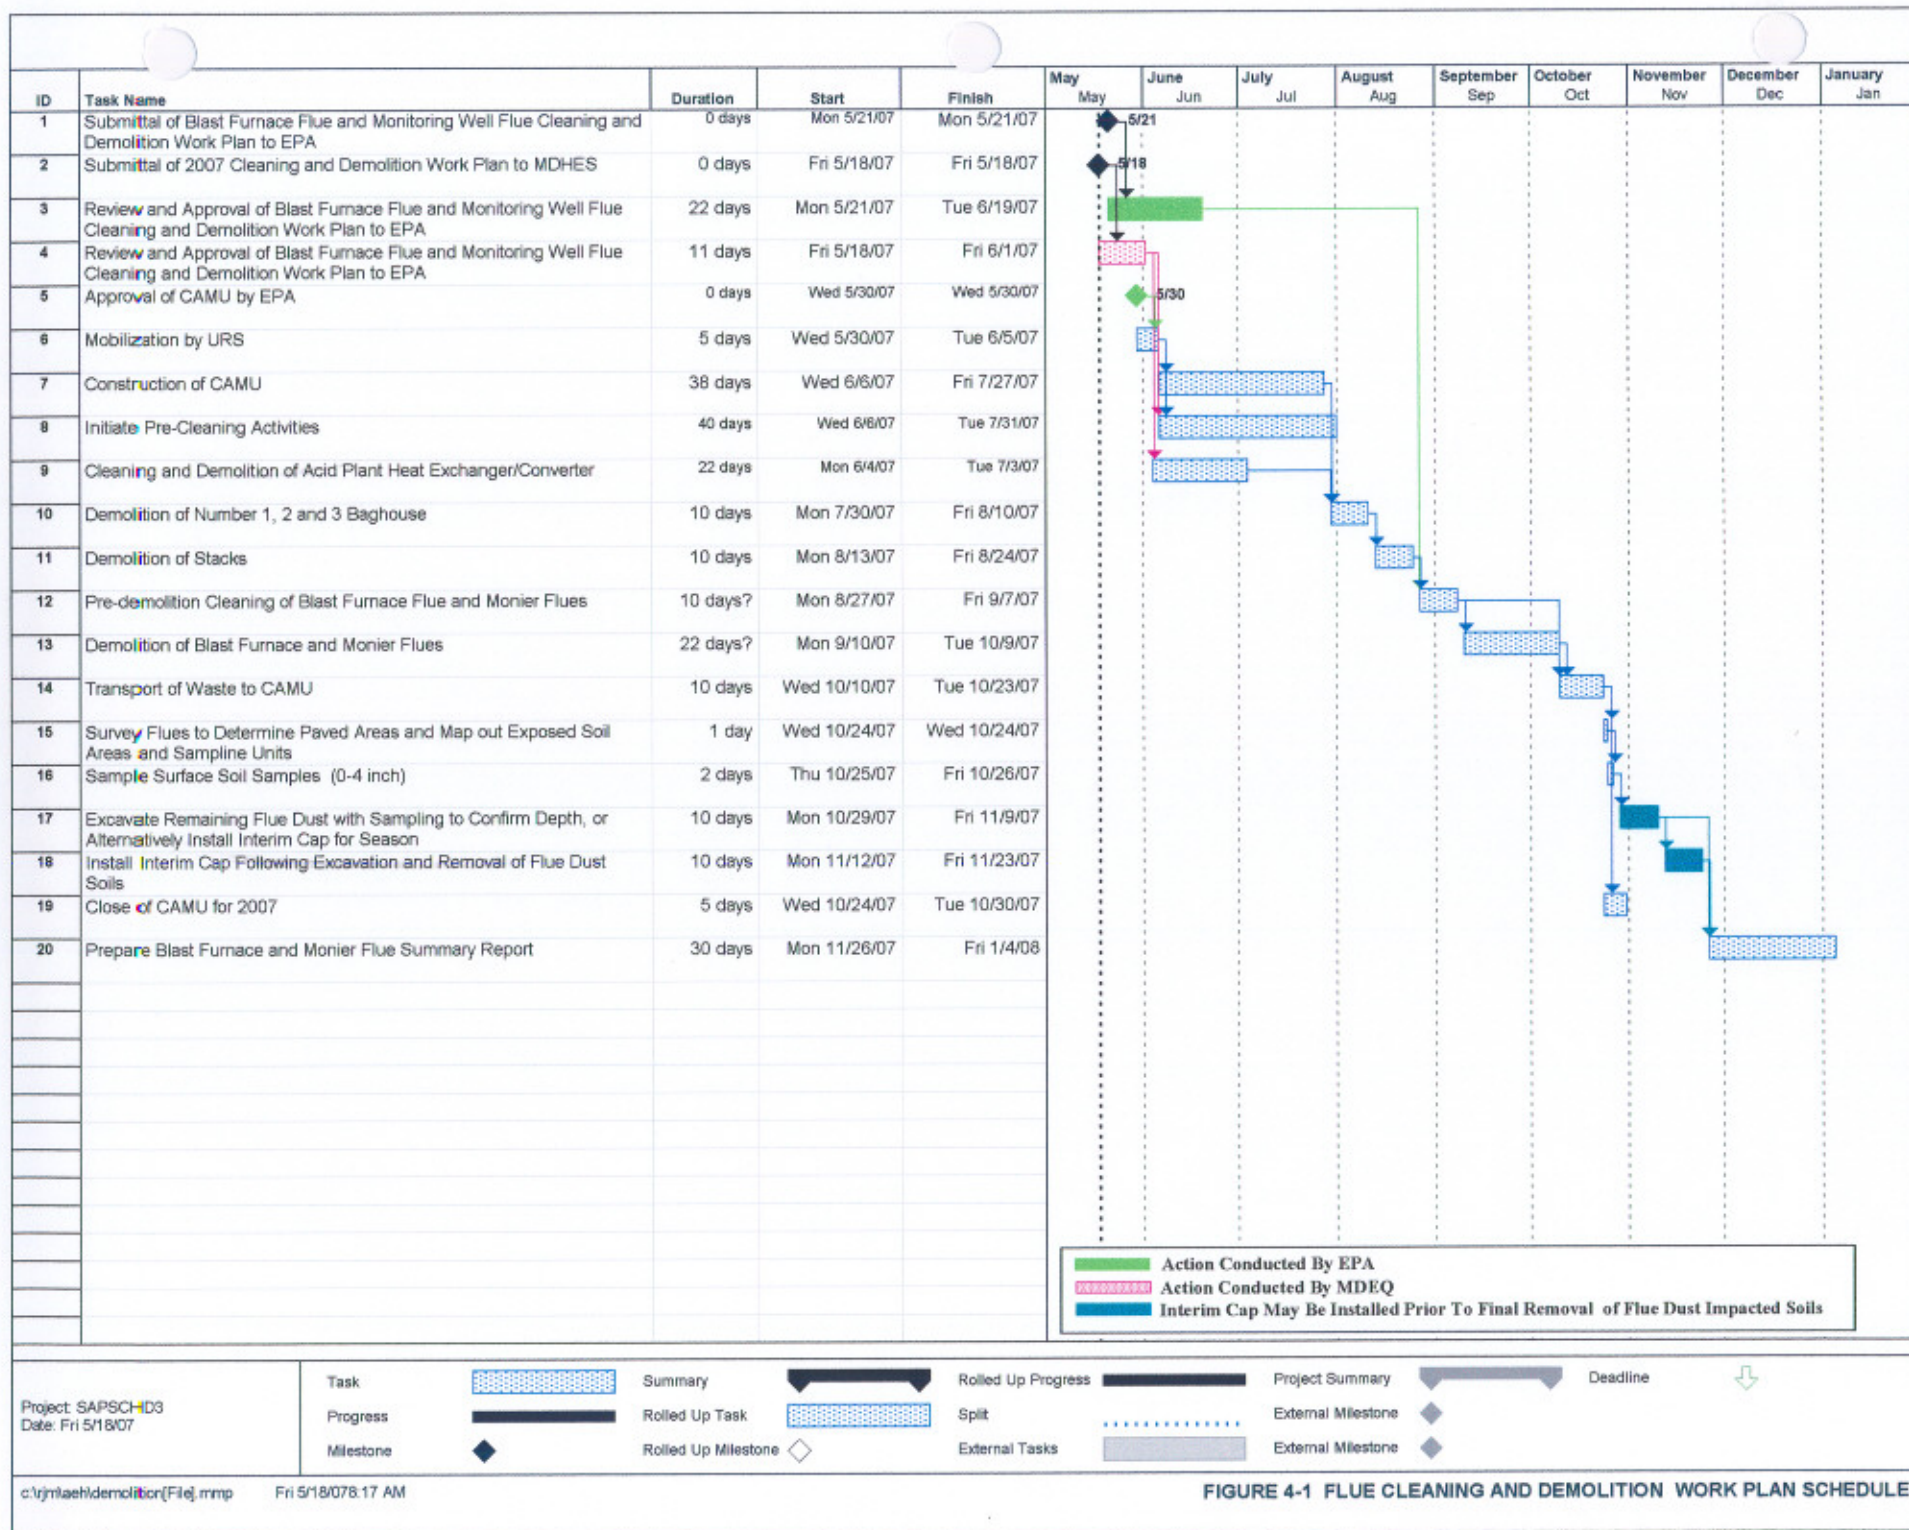 May June July August September October November December January
ID Task Name Duration Start Finish May Jun Jul Aug Sep Oct Nov Dec Jan
1 Submittal of Blast Furnace Flue and Monitoring Well Flue Cleaning and 0 days Mon 5/21/07 Mon 5/21/07 5/21
Demolition Work Plan to EPA
2 Submittal of 2007 Cleaning and Demolition Work Plan to MDHES 0 days Fri 5/18/07 Fri 5/18/07 5/18
3 Review and Approval of Blast Furnace Flue and Monitoring Well Flue 22 days Mon 5/21/07 Tue 6/19/07
Cleaning and Demolition Work Plan to EPA
4 Review and Approval of Blast Furnace Flue and Monitoring Well Flue 11 days Fri 5/18/07 Fri 6/1/07
Cleaning and Demolition Work Plan to EPA
5 Approval of CAMU by EPA 0 days Wed 5/30/07 Wed 5/30/07 5/30
6 Mobilization by URS 5 days Wed 5/30/07 Tue 6/5/07
7 Construction of CAMU 38 days Wed 6/6/07 Fri 7/27/07
8 Initiate Pre-Cleaning Activities 40 days Wed 6/6/07 Tue 7/31/07
9 Cleaning and Demolition of Acid Plant Heat Exchanger/Converter 22 days Mon 6/4/07 Tue 7/3/07
10 Demolition of Number 1, 2 and 3 Baghouse 10 days Mon 7/30/07 Fri 8/10/07
11 Demolition of Stacks 10 days Mon 8/13/07 Fri 8/24/07
12 Pre-demolition Cleaning of Blast Furnace Flue and Monier Flues 10 days? Mon 8/27/07 Fri 9/7/07
13 Demolition of Blast Furnace and Monier Flues 22 days? Mon 9/10/07 Tue 10/9/07
14 Transport of Waste to CAMU 10 days Wed 10/10/07 Tue 10/23/07
15 Survey Flues to Determine Paved Areas and Map out Exposed Soil 1 day Wed 10/24/07 Wed 10/24/07
Areas and Sampline Units
16 Sample Surface Soil Samples (0-4 inch) 2 days Thu 10/25/07 Fri 10/26/07
17 Excavate Remaining Flue Dust with Sampling to Confirm Depth, or 10 days Mon 10/29/07 Fri 11/9/07
Alternatively Install Interim Cap for Season
18 Install Interim Cap Following Excavation and Removal of Flue Dust 10 days Mon 11/12/07 Fri 11/23/07
Soils
19 Close of CAMU for 2007 5 days Wed 10/24/07 Tue 10/30/07
20 Prepare Blast Furnace and Monier Flue Summary Report 30 days Mon 11/26/07 Fri 1/4/08
Action Conducted By EPA
Action Conducted By MDEQ
Interim Cap May Be Installed Prior To Final Removal of Flue Dust Impacted Soils
Project: SAPSCHID3
Date: Fri 5/18/07
Task Summary Rolled Up Progress Project Summary Deadline
Progress Rolled Up Task Split External Milestone
Milestone Rolled Up Milestone External Tasks External Milestone
c:\rjm\aeh\demolition[File].mmp Fri 5/18/078:17 AM
FIGURE 4-1 FLUE CLEANING AND DEMOLITION WORK PLAN SCHEDULE